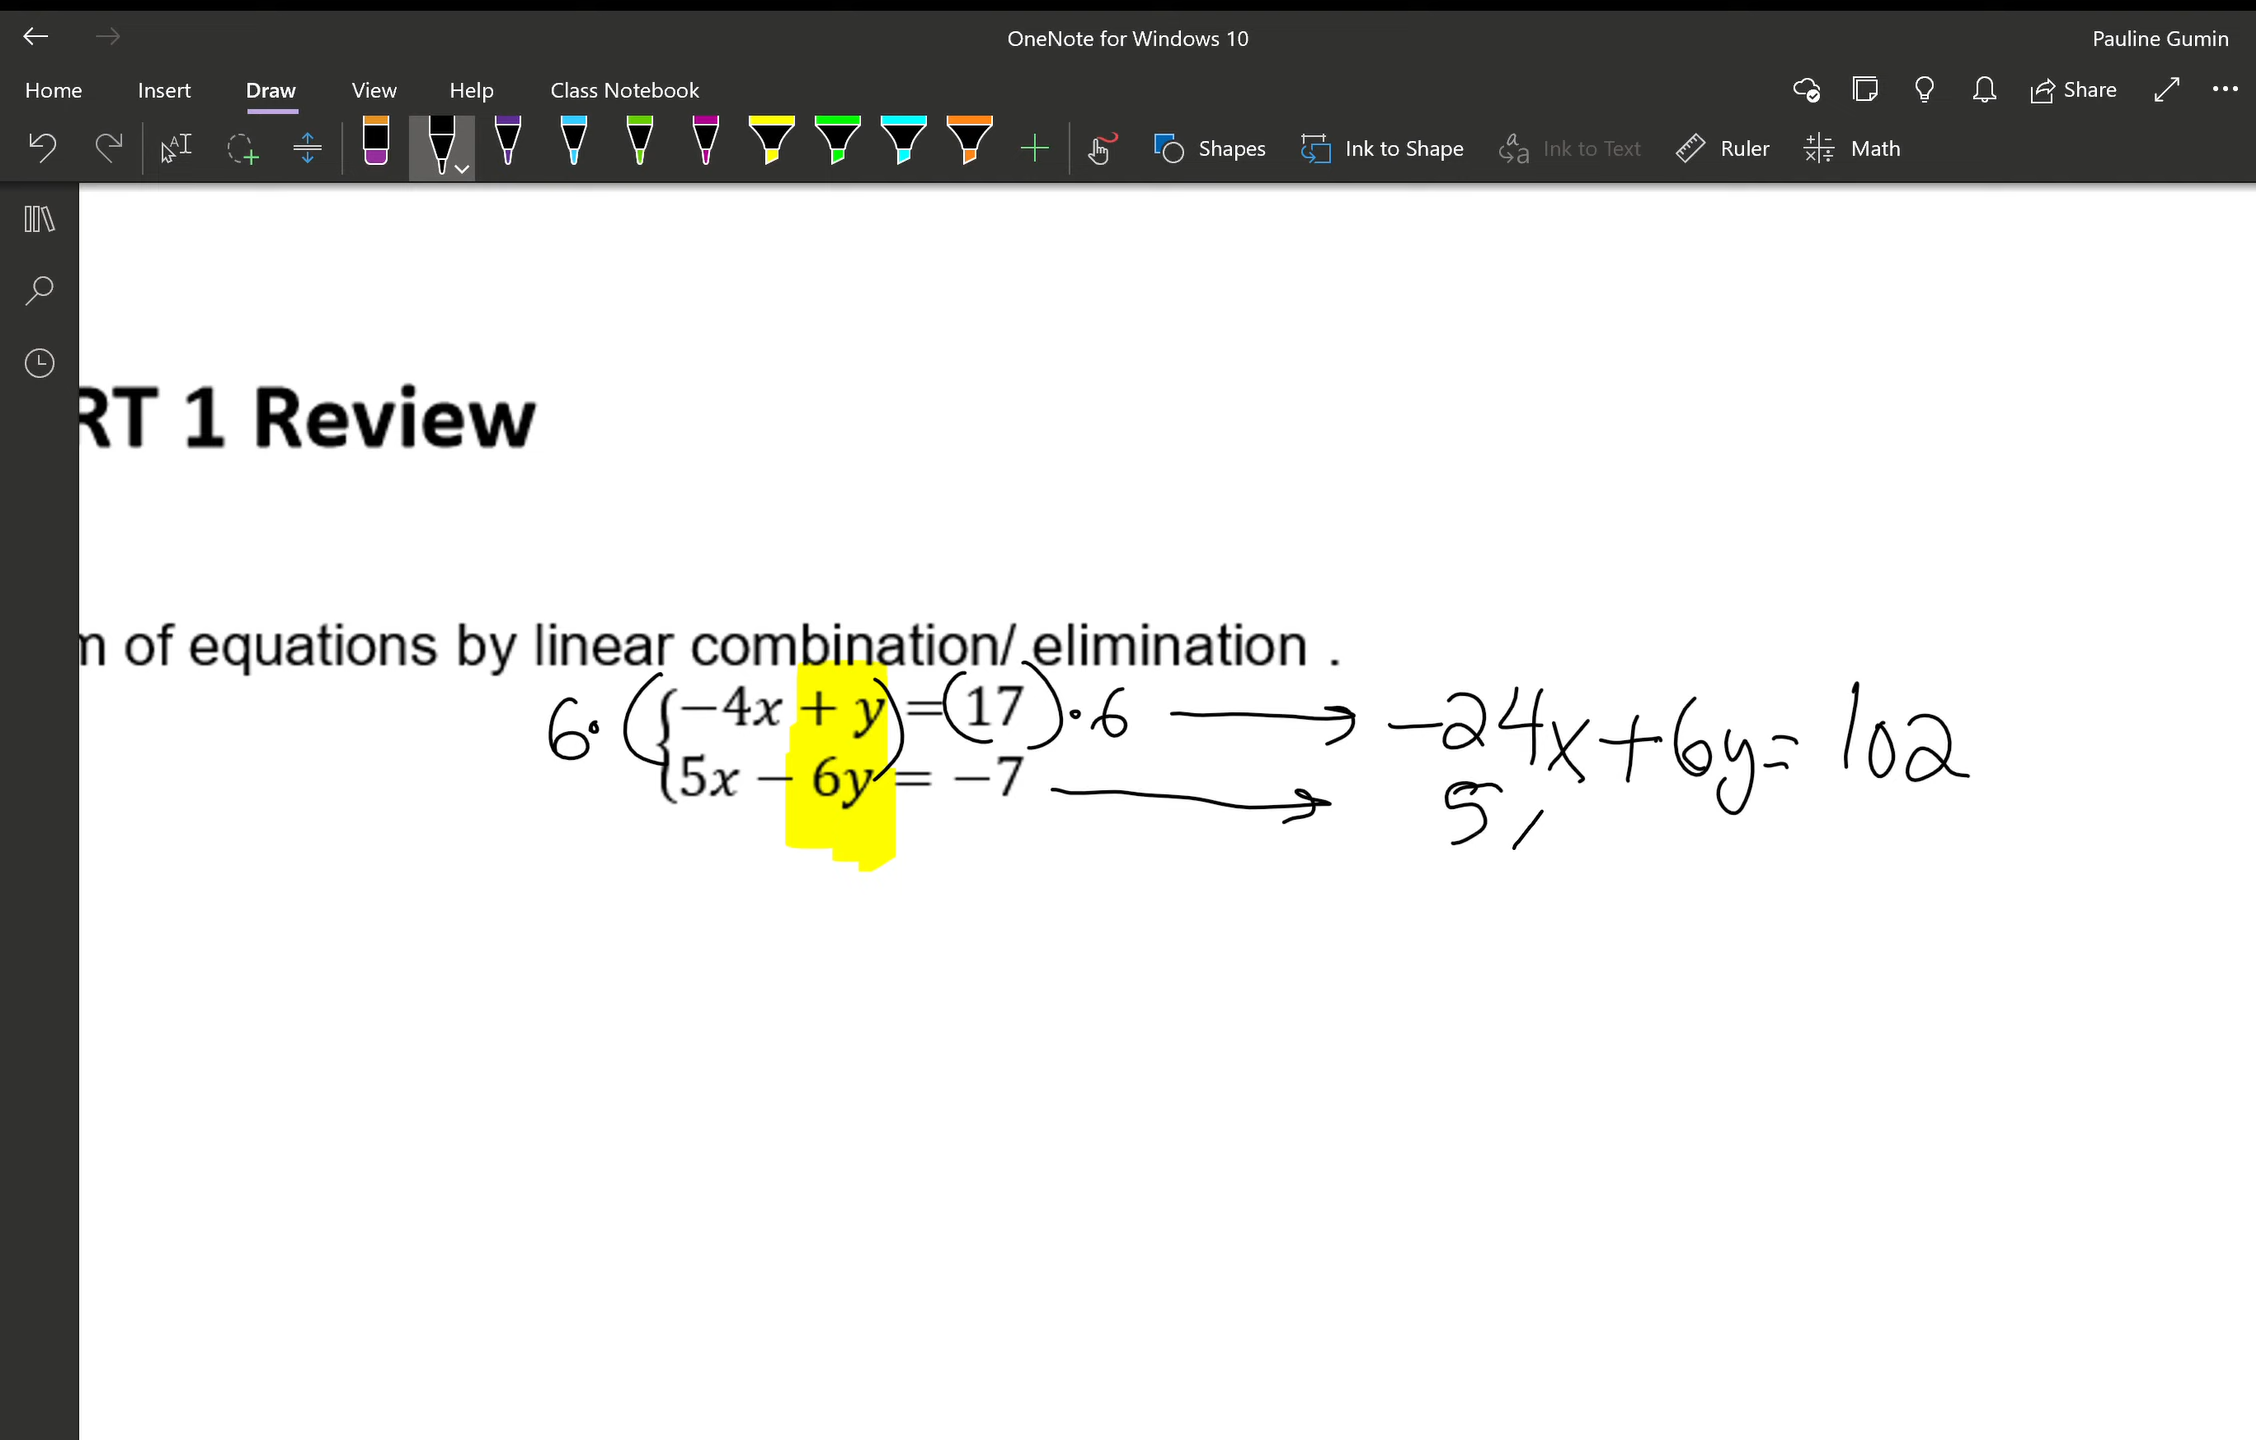 OneNote for Windows 10 Pauline Gumin
Home Insert Draw View Help Class Notebook Share
Shapes Ink to Shape Ink to Text Ruler Math
RT 1 Review
m of equations by linear combination/ elimination .
6·({−4x + y)=(17)·6 → −24x+6y= 102
5x − 6y = −7 → 5